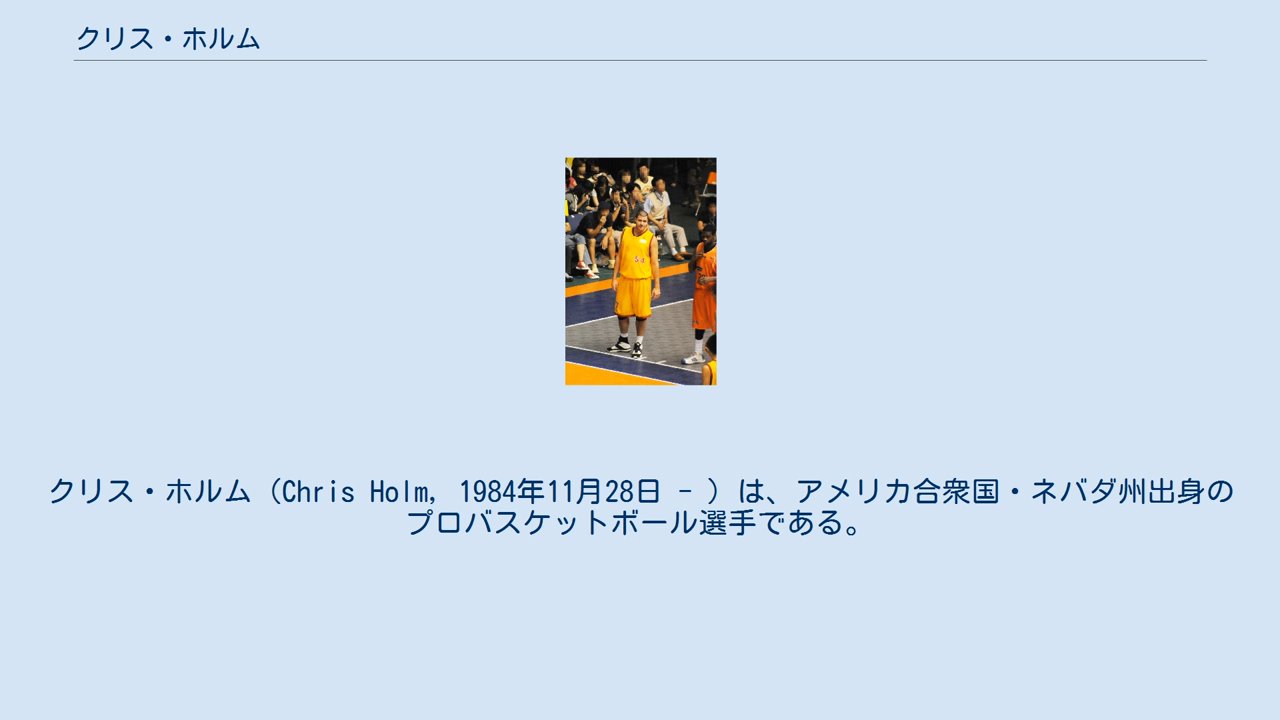 クリス・ホルム
クリス・ホルム（Chris Holm, 1984年11月28日 - ）は、アメリカ合衆国・ネバダ州出身の
プロバスケットボール選手である。